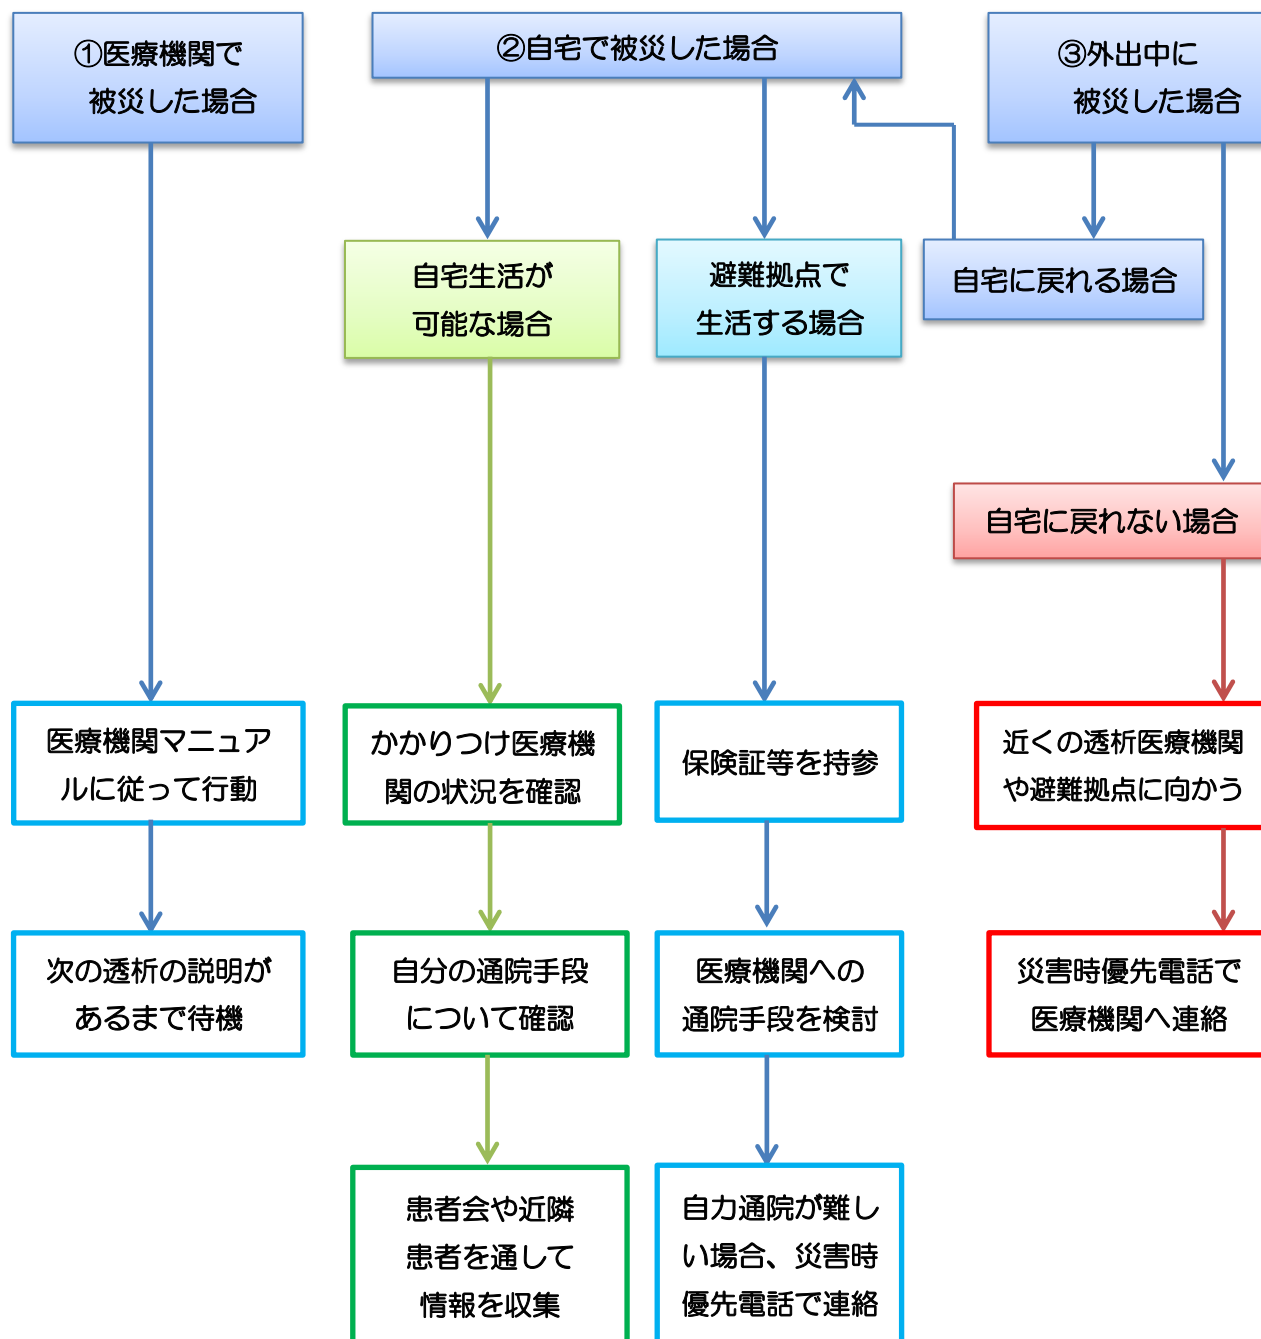 ①医療機関で
被災した場合
②自宅で被災した場合
③外出中に
被災した場合
自宅生活が
可能な場合
避難拠点で
生活する場合
自宅に戻れる場合
自宅に戻れない場合
医療機関マニュア
ルに従って行動
かかりつけ医療機
関の状況を確認
保険証等を持参
近くの透析医療機関
や避難拠点に向かう
次の透析の説明が
あるまで待機
自分の通院手段
について確認
医療機関への
通院手段を検討
災害時優先電話で
医療機関へ連絡
患者会や近隣
患者を通して
情報を収集
自力通院が難し
い場合、災害時
優先電話で連絡